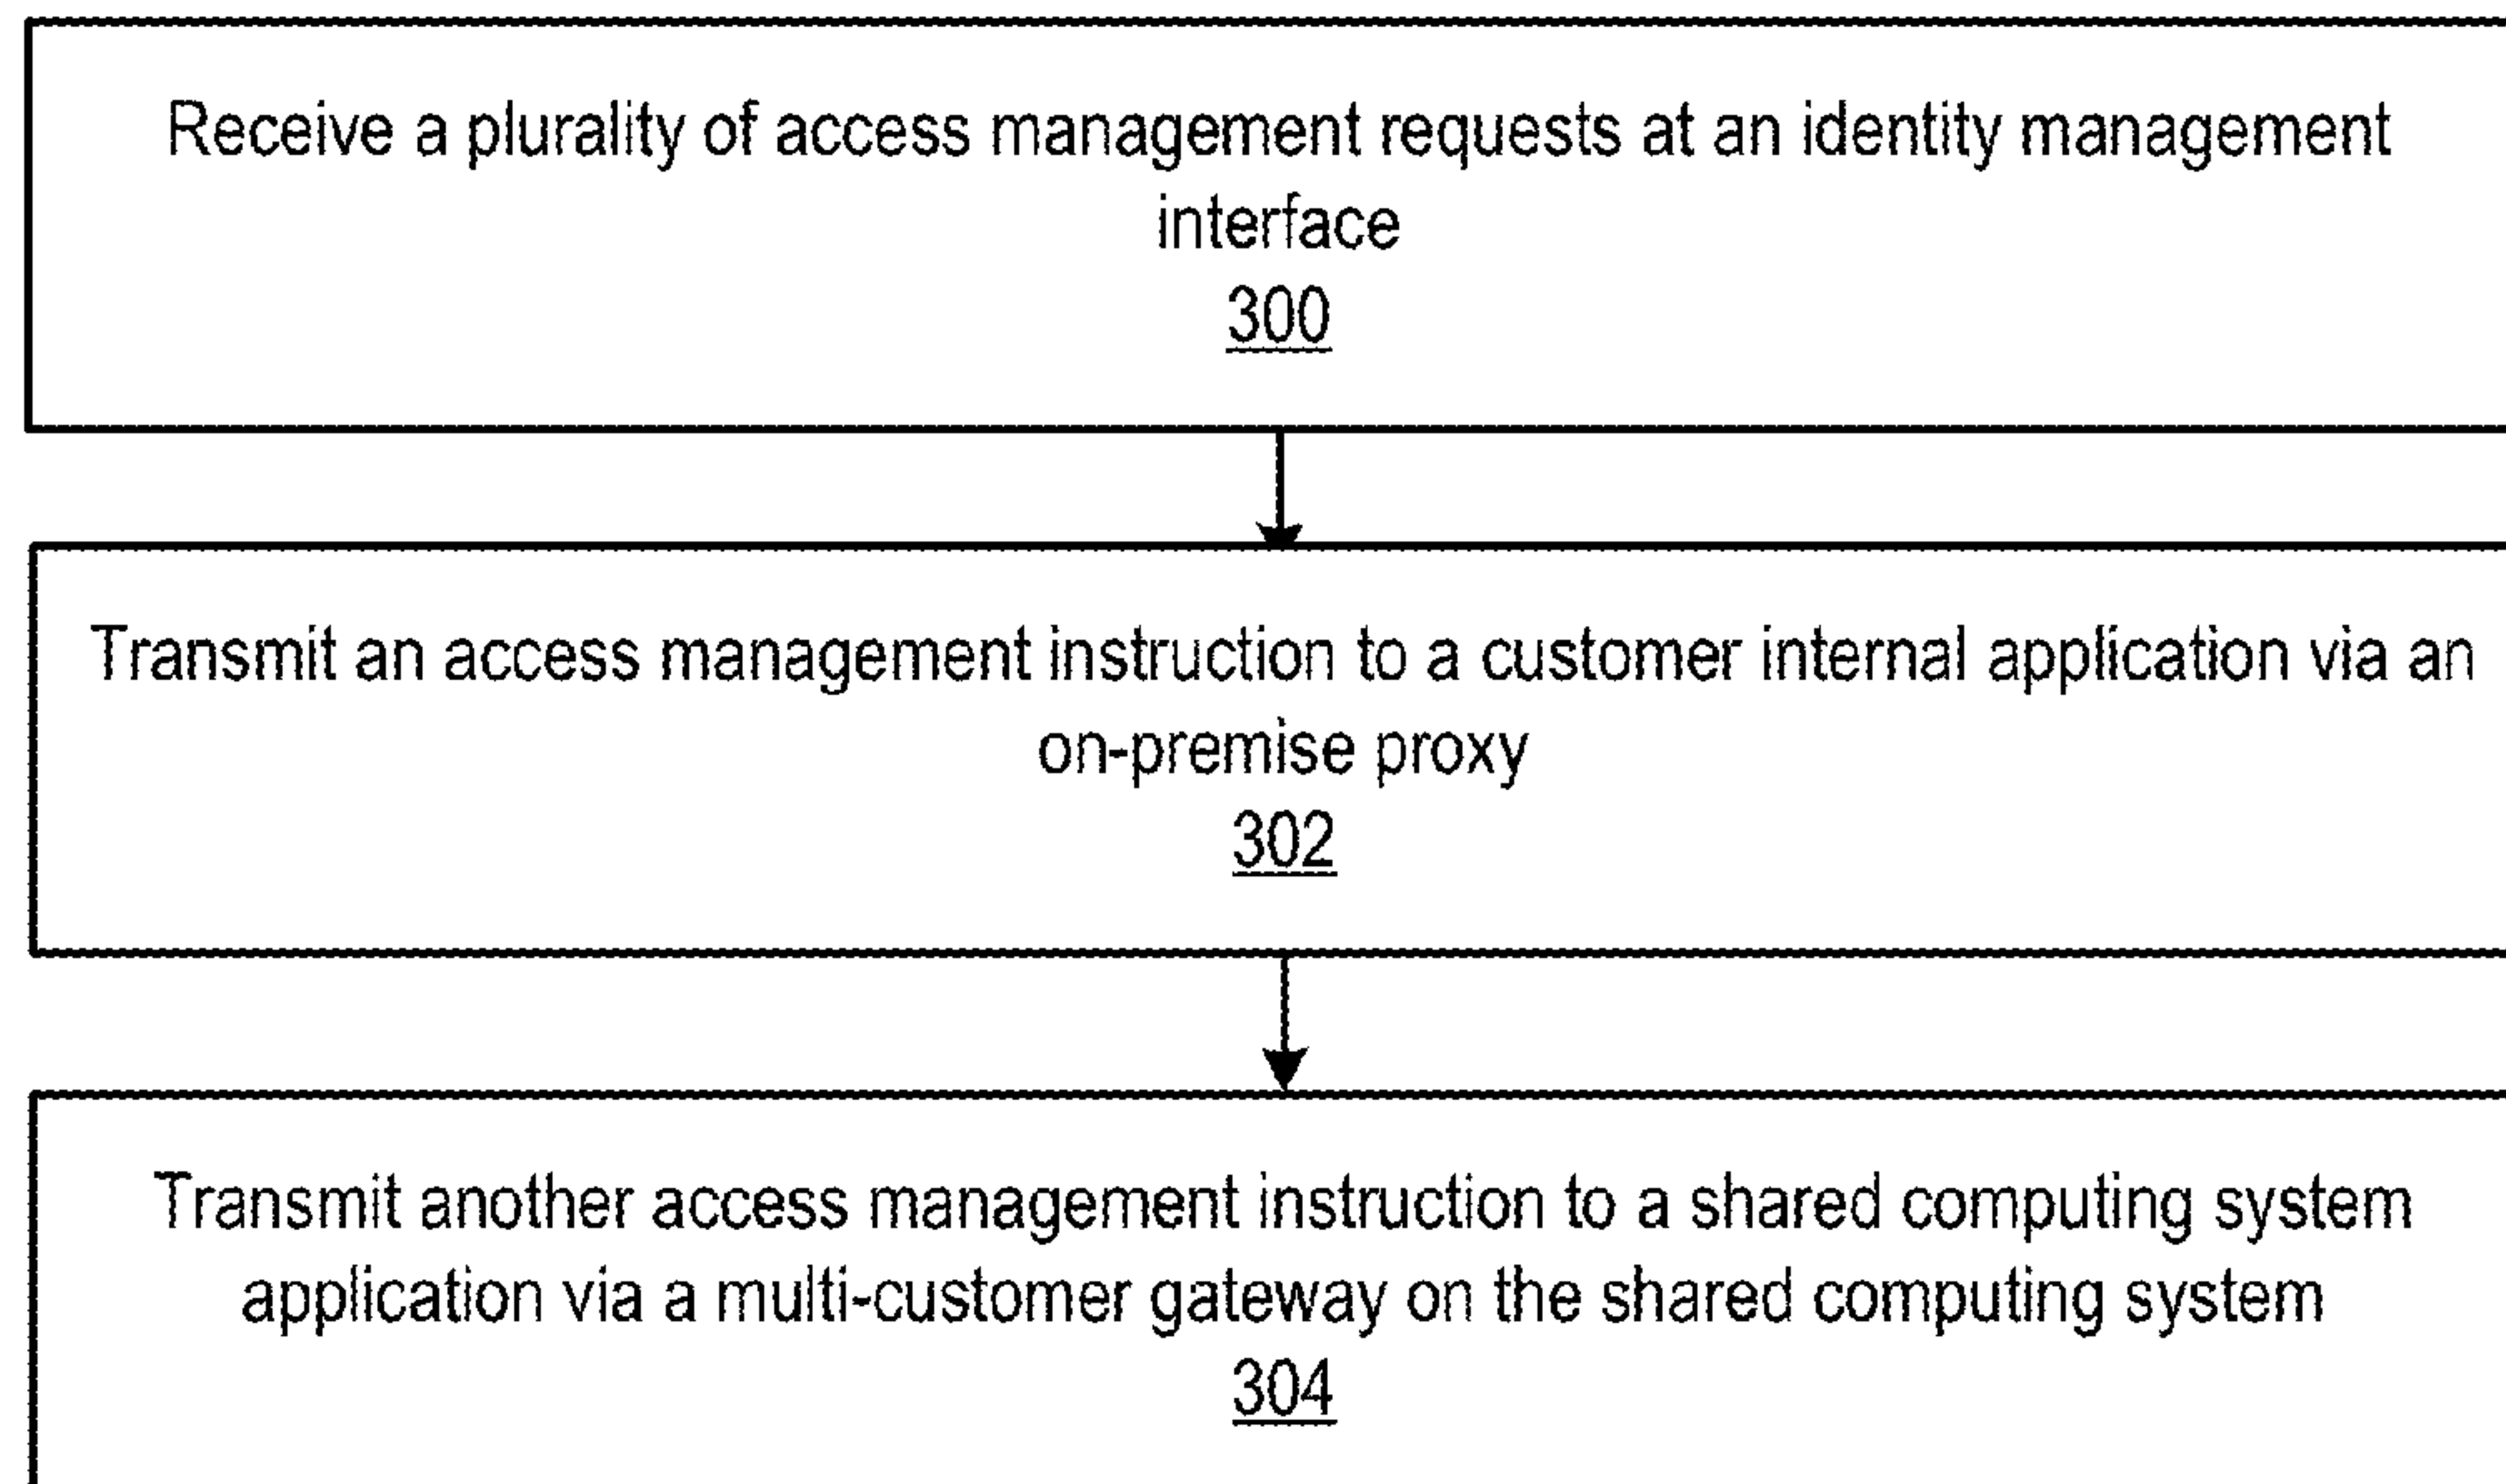 Receive a plurality of access management requests at an identity management
interface
300
Transmit an access management instruction to a customer internal application via an
on-premise proxy
302
Transmit another access management instruction to a shared computing system
application via a multi-customer gateway on the shared computing system
304